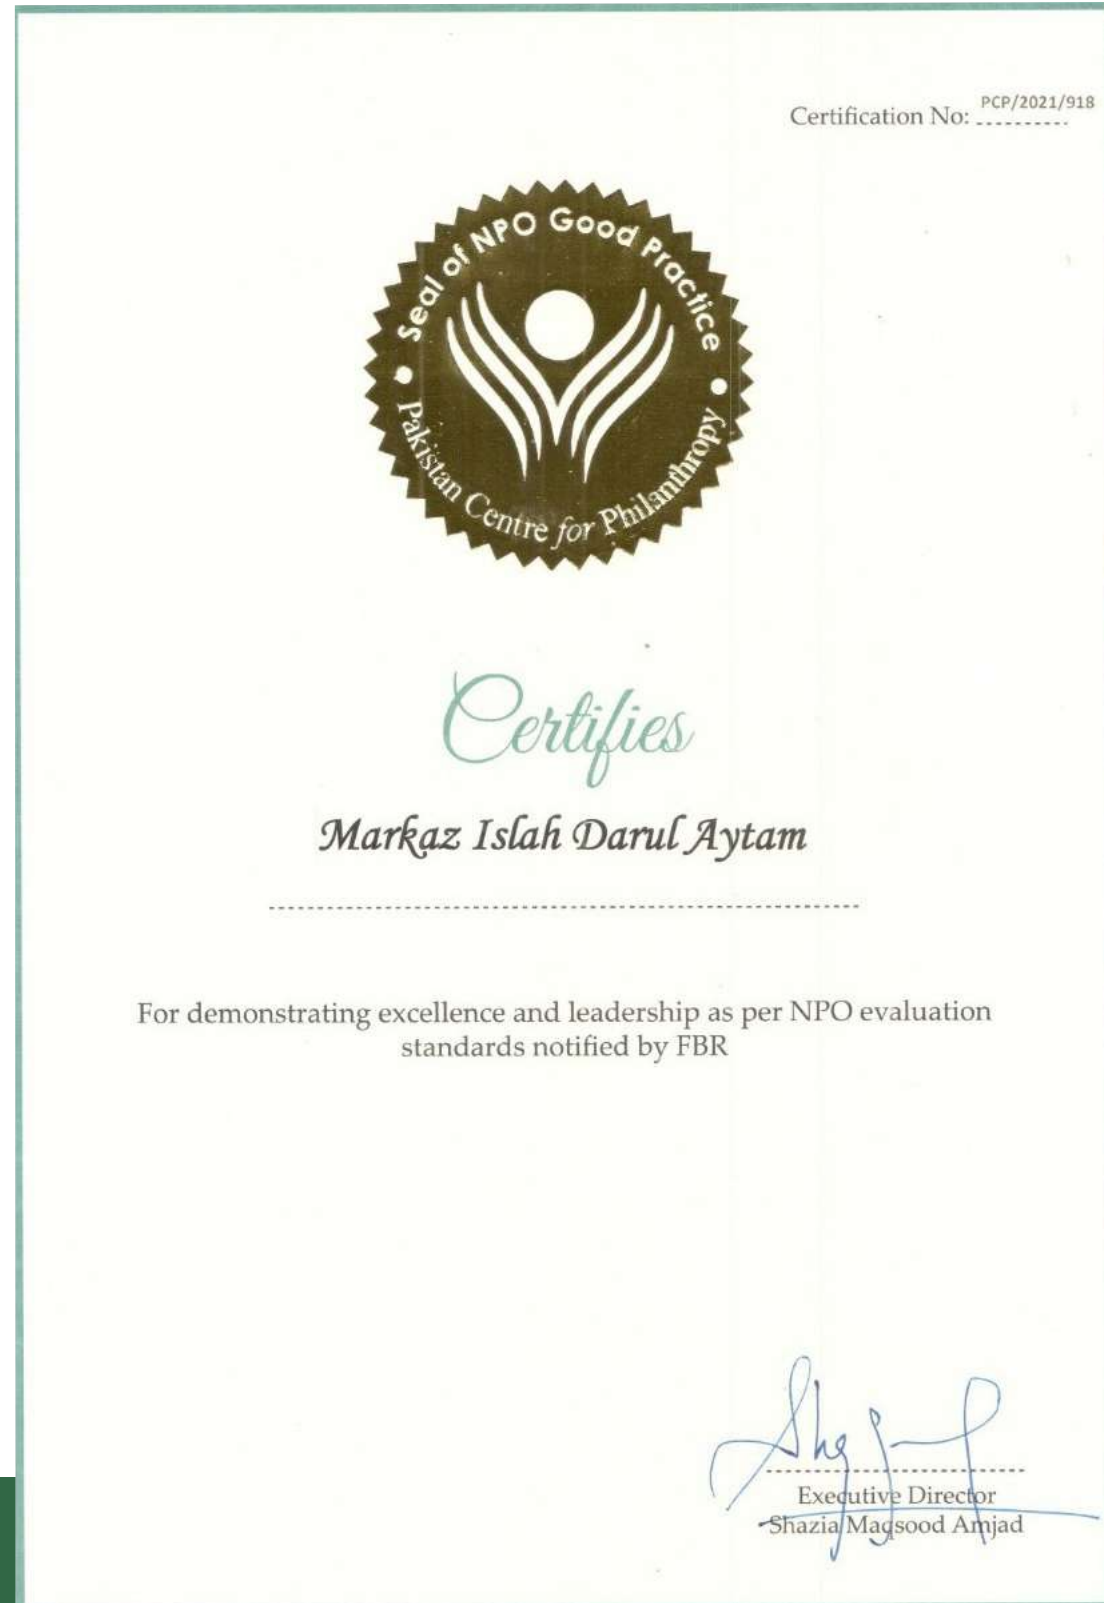 Certification No: PCP/2021/918
Seal of NPO Good Practice
Pakistan Centre for Philanthropy
Certifies
Markaz Islah Darul Aytam
For demonstrating excellence and leadership as per NPO evaluation
standards notified by FBR
Executive Director
Shazia Maqsood Amjad